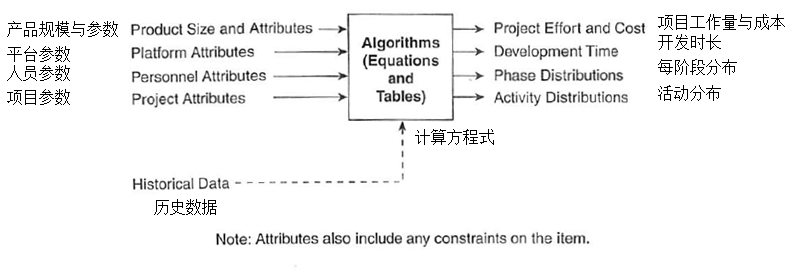 产品规模与参数 Product Size and Attributes
平台参数 Platform Attributes
人员参数 Personnel Attributes
项目参数 Project Attributes
Algorithms
(Equations
and
Tables)
Project Effort and Cost 项目工作量与成本
Development Time 开发时长
Phase Distributions 每阶段分布
Activity Distributions 活动分布
计算方程式
Historical Data
历史数据
Note: Attributes also include any constraints on the item.